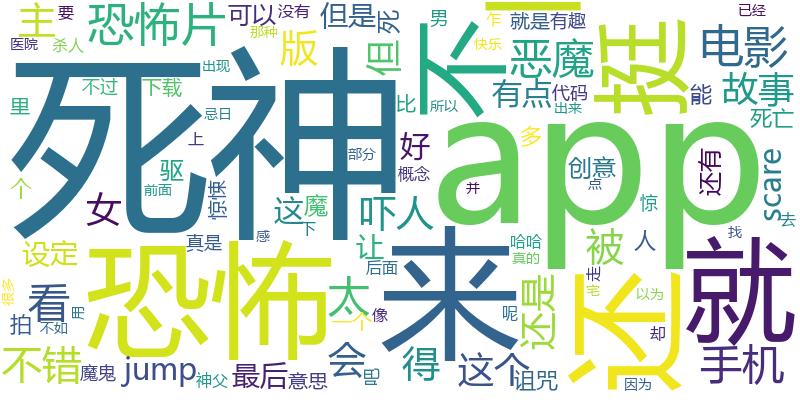 主 要 恐怖片 可以 没有 但是 死 男 乍 已经
医院 杀人 那种 版 但 不 就是有趣 挺 电影
不过 下载 出现 恶魔 快乐 故事
里 死神 忌日 比 有点 代码 能 死亡
上 所以 出来
个 驱 部分 好 app 多 创意 还有 scare
女 前面 惊悚 概念 并 点 去
这 魔 吓人 惊
设定 真是 感 下 让 哈哈 真的 被 人 找
很多 看 恐怖 后面 来 还是 走 宅 以为 就
拍 不如 太 一个 像 呢 还 却
不错 魔鬼 jump 神父 最后 意思 会 得 这个 诅咒 因为 手机